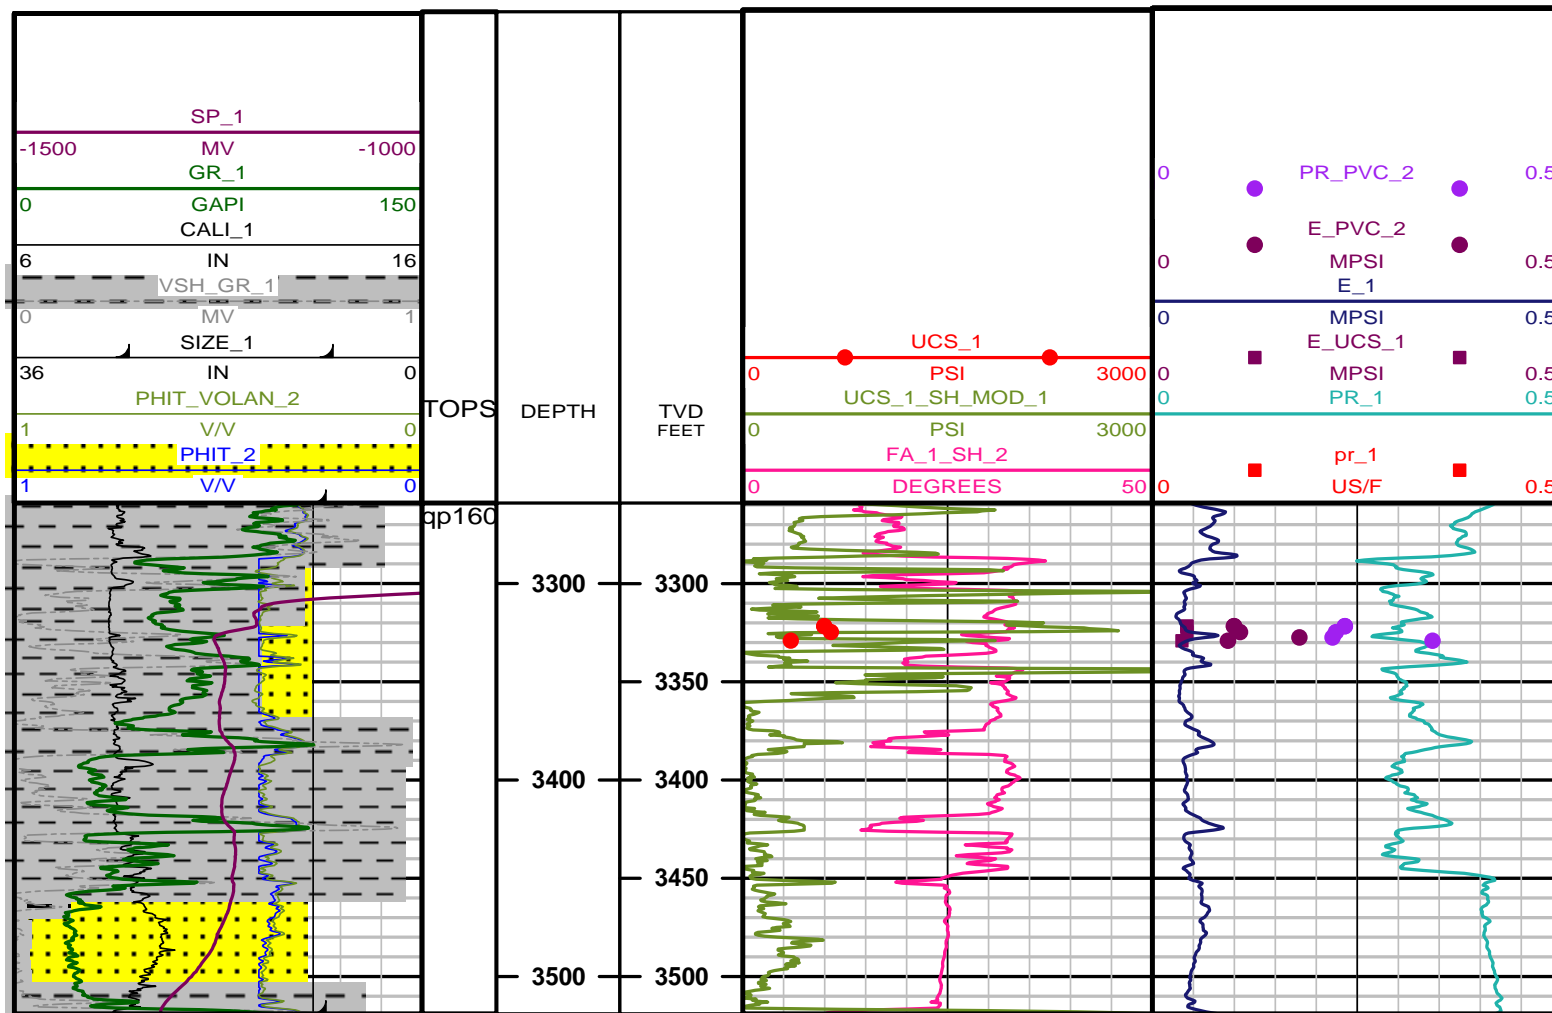 SP_1
-1500 MV -1000
GR_1
0 GAPI 150
CALI_1
6 IN 16
VSH_GR_1
0 MV 1
SIZE_1
36 IN 0
PHIT_VOLAN_2
1 V/V 0
PHIT_2
1 V/V 0
TOPS
DEPTH
TVD
FEET
UCS_1
0 PSI 3000
UCS_1_SH_MOD_1
0 PSI 3000
FA_1_SH_2
0 DEGREES 50
0 PR_PVC_2 0.5
E_PVC_2
0 MPSI 0.5
E_1
0 MPSI 0.5
E_UCS_1
0 MPSI 0.5
0 PR_1 0.5
pr_1
0 US/F 0.5
qp160
3300 3300
3350
3400 3400
3450
3500 3500